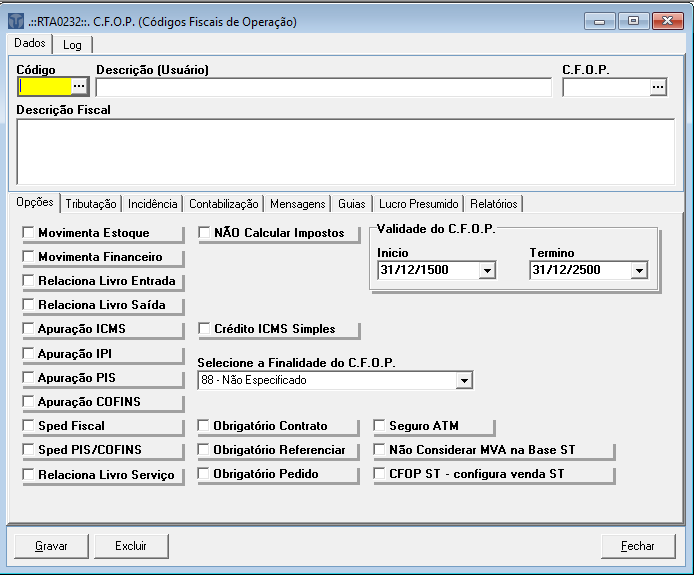 .::RTA0232::. C.F.O.P. (Códigos Fiscais de Operação)
Dados Log
Código Descrição (Usuário) C.F.O.P.
...
...
Descrição Fiscal
Opções Tributação Incidência Contabilização Mensagens Guias Lucro Presumido Relatórios
Movimenta Estoque NÃO Calcular Impostos Validade do C.F.O.P.
Movimenta Financeiro Inicio Termino
31/12/1500 31/12/2500
Relaciona Livro Entrada
Relaciona Livro Saída
Apuração ICMS Crédito ICMS Simples
Apuração IPI
Selecione a Finalidade do C.F.O.P.
Apuração PIS 88 - Não Especificado
Apuração COFINS
Sped Fiscal Obrigatório Contrato Seguro ATM
Sped PIS/COFINS Obrigatório Referenciar Não Considerar MVA na Base ST
Relaciona Livro Serviço Obrigatório Pedido CFOP ST - configura venda ST
Gravar Excluir Fechar